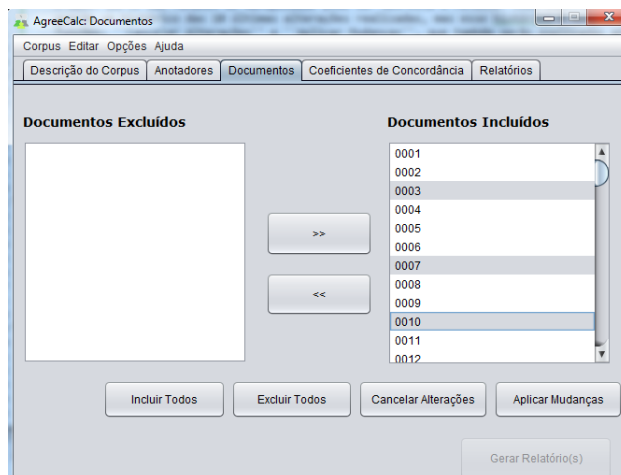 AgreeCalc: Documentos
Corpus Editar Opções Ajuda
Descrição do Corpus Anotadores Documentos Coeficientes de Concordância Relatórios
Documentos Excluídos
Documentos Incluídos
0001
0002
0003
0004
0005
0006
0007
0008
0009
0010
0011
0012
>>
<<
Incluir Todos Excluir Todos Cancelar Alterações Aplicar Mudanças
Gerar Relatório(s)